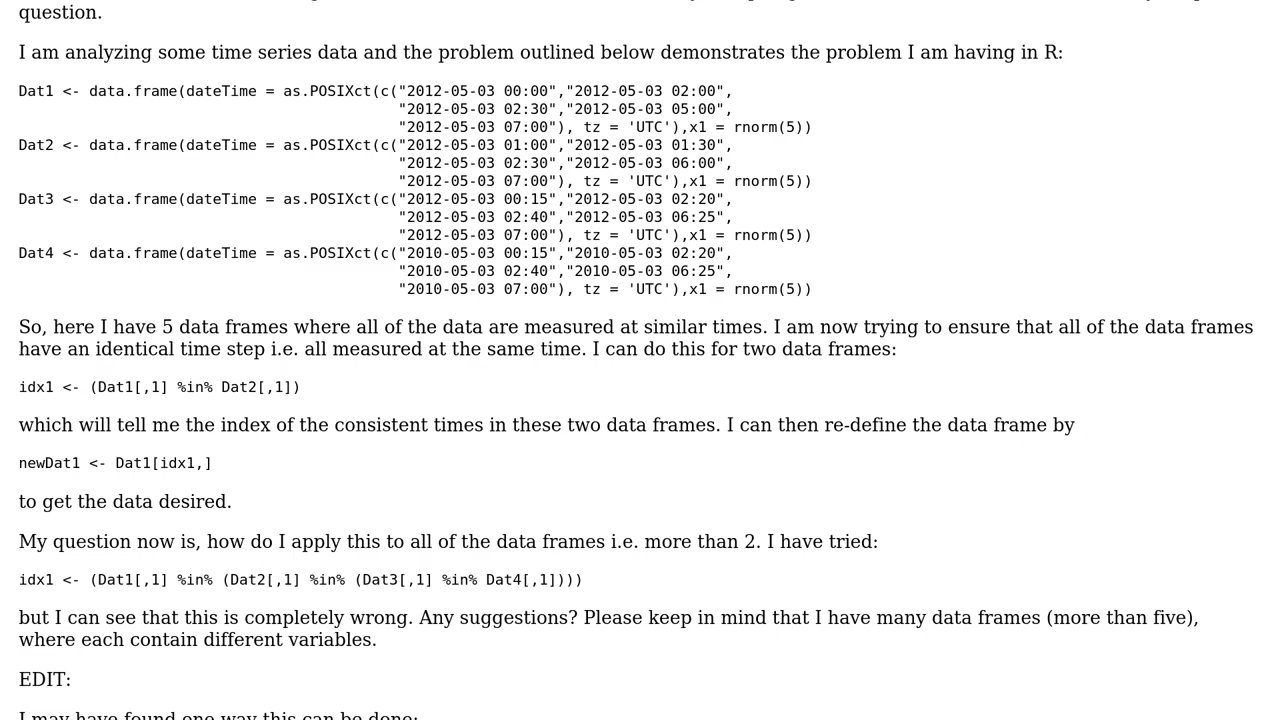 question.
I am analyzing some time series data and the problem outlined below demonstrates the problem I am having in R:
Dat1 <- data.frame(dateTime = as.POSIXct(c("2012-05-03 00:00","2012-05-03 02:00",
"2012-05-03 02:30","2012-05-03 05:00",
"2012-05-03 07:00"), tz = 'UTC'),x1 = rnorm(5))
Dat2 <- data.frame(dateTime = as.POSIXct(c("2012-05-03 01:00","2012-05-03 01:30",
"2012-05-03 02:30","2012-05-03 06:00",
"2012-05-03 07:00"), tz = 'UTC'),x1 = rnorm(5))
Dat3 <- data.frame(dateTime = as.POSIXct(c("2012-05-03 00:15","2012-05-03 02:20",
"2012-05-03 02:40","2012-05-03 06:25",
"2012-05-03 07:00"), tz = 'UTC'),x1 = rnorm(5))
Dat4 <- data.frame(dateTime = as.POSIXct(c("2010-05-03 00:15","2010-05-03 02:20",
"2010-05-03 02:40","2010-05-03 06:25",
"2010-05-03 07:00"), tz = 'UTC'),x1 = rnorm(5))
So, here I have 5 data frames where all of the data are measured at similar times. I am now trying to ensure that all of the data frames
have an identical time step i.e. all measured at the same time. I can do this for two data frames:
idx1 <- (Dat1[,1] %in% Dat2[,1])
which will tell me the index of the consistent times in these two data frames. I can then re-define the data frame by
newDat1 <- Dat1[idx1,]
to get the data desired.
My question now is, how do I apply this to all of the data frames i.e. more than 2. I have tried:
idx1 <- (Dat1[,1] %in% (Dat2[,1] %in% (Dat3[,1] %in% Dat4[,1])))
but I can see that this is completely wrong. Any suggestions? Please keep in mind that I have many data frames (more than five),
where each contain different variables.
EDIT:
I may have found one way this can be done: